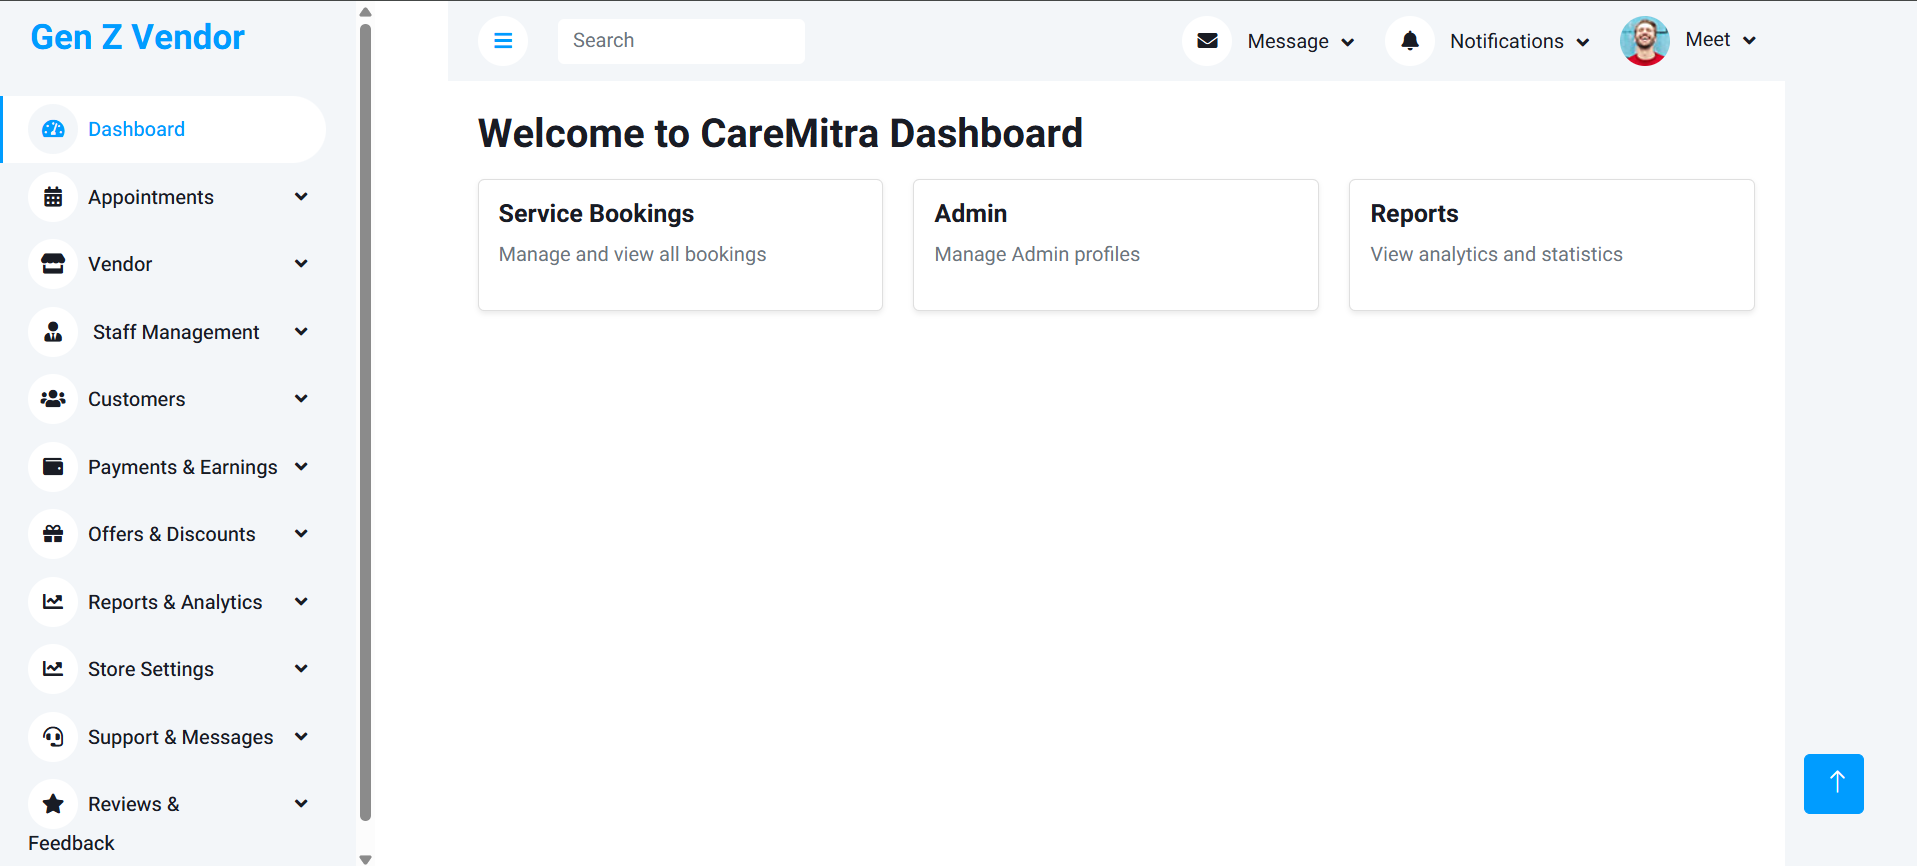 Gen Z Vendor
Search
Message
Notifications
Meet
Dashboard
Appointments
Vendor
Staff Management
Customers
Payments & Earnings
Offers & Discounts
Reports & Analytics
Store Settings
Support & Messages
Reviews &
Feedback
Welcome to CareMitra Dashboard
Service Bookings
Manage and view all bookings
Admin
Manage Admin profiles
Reports
View analytics and statistics